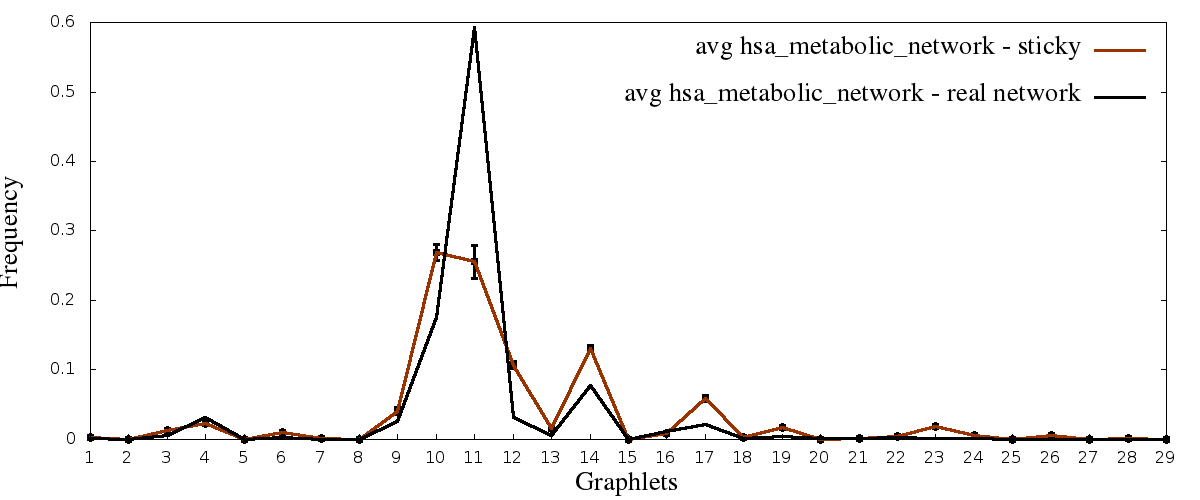 0.6
avg hsa_metabolic_network - sticky
avg hsa_metabolic_network - real network
0.5
0.4
0.3
0.2
0.1
0
Frequency
1 2 3 4 5 6 7 8 9 10 11 12 13 14 15 16 17 18 19 20 21 22 23 24 25 26 27 28 29
Graphlets